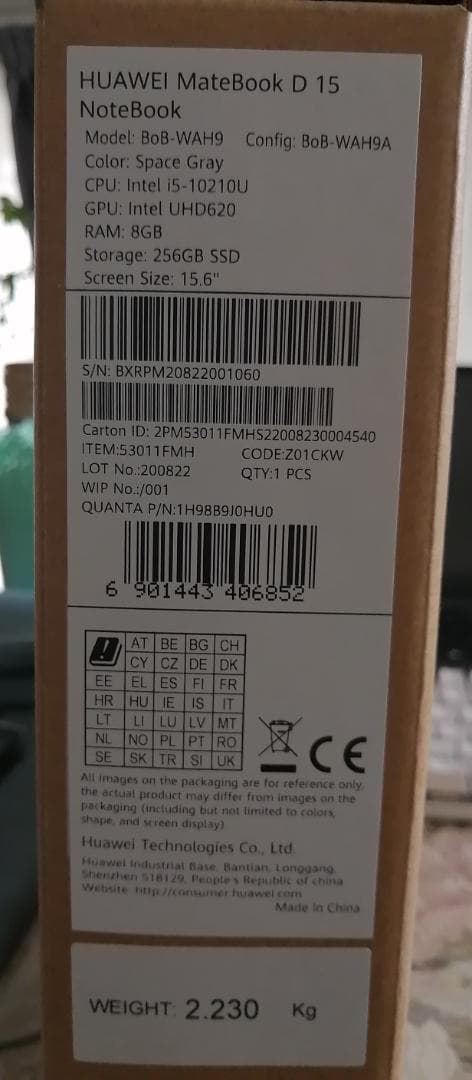 HUAWEI MateBook D 15
NoteBook
Model: BoB-WAH9 Config: BoB-WAH9A
Color: Space Gray
CPU: Intel i5-10210U
GPU: Intel UHD620
RAM: 8GB
Storage: 256GB SSD
Screen Size: 15.6"
S/N: BXRPM20822001060
Carton ID: 2PM53011FMHS22008230004540
ITEM:53011FMH CODE:Z01CKW
LOT No.:200822 QTY:1 PCS
WIP No.:/001
QUANTA P/N:1H98B9J0HU0
6 901443 406852
AT BE BG CH
CY CZ DE DK
EE EL ES FI FR
HR HU IE IS IT
LT LI LU LV MT
NL NO PL PT RO
SE SK TR SI UK
CE
All images on the packaging are for reference only,
the actual product may differ from images on the
packaging (including but not limited to colors,
shape, and screen display)
Huawei Technologies Co., Ltd.
Huawei Industrial Base, Bantian, Longgang,
Shenzhen 518129, People's Republic of china
Website: http://consumer.huawei.com
Made In China
WEIGHT: 2.230 Kg